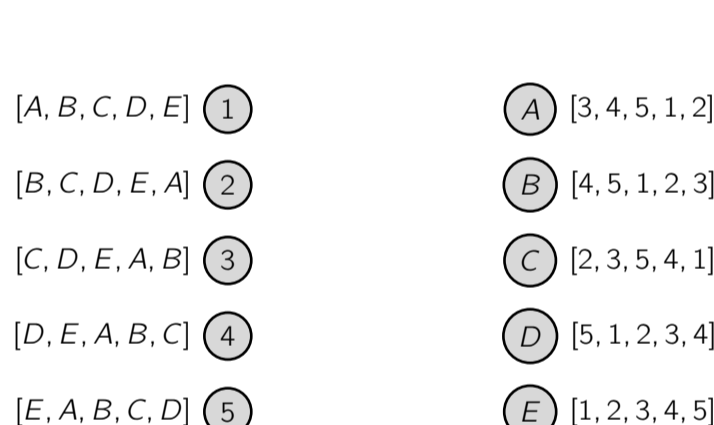 [A, B, C, D, E] 1 A [3, 4, 5, 1, 2]
[B, C, D, E, A] 2 B [4, 5, 1, 2, 3]
[C, D, E, A, B] 3 C [2, 3, 5, 4, 1]
[D, E, A, B, C] 4 D [5, 1, 2, 3, 4]
[E, A, B, C, D] 5 E [1, 2, 3, 4, 5]